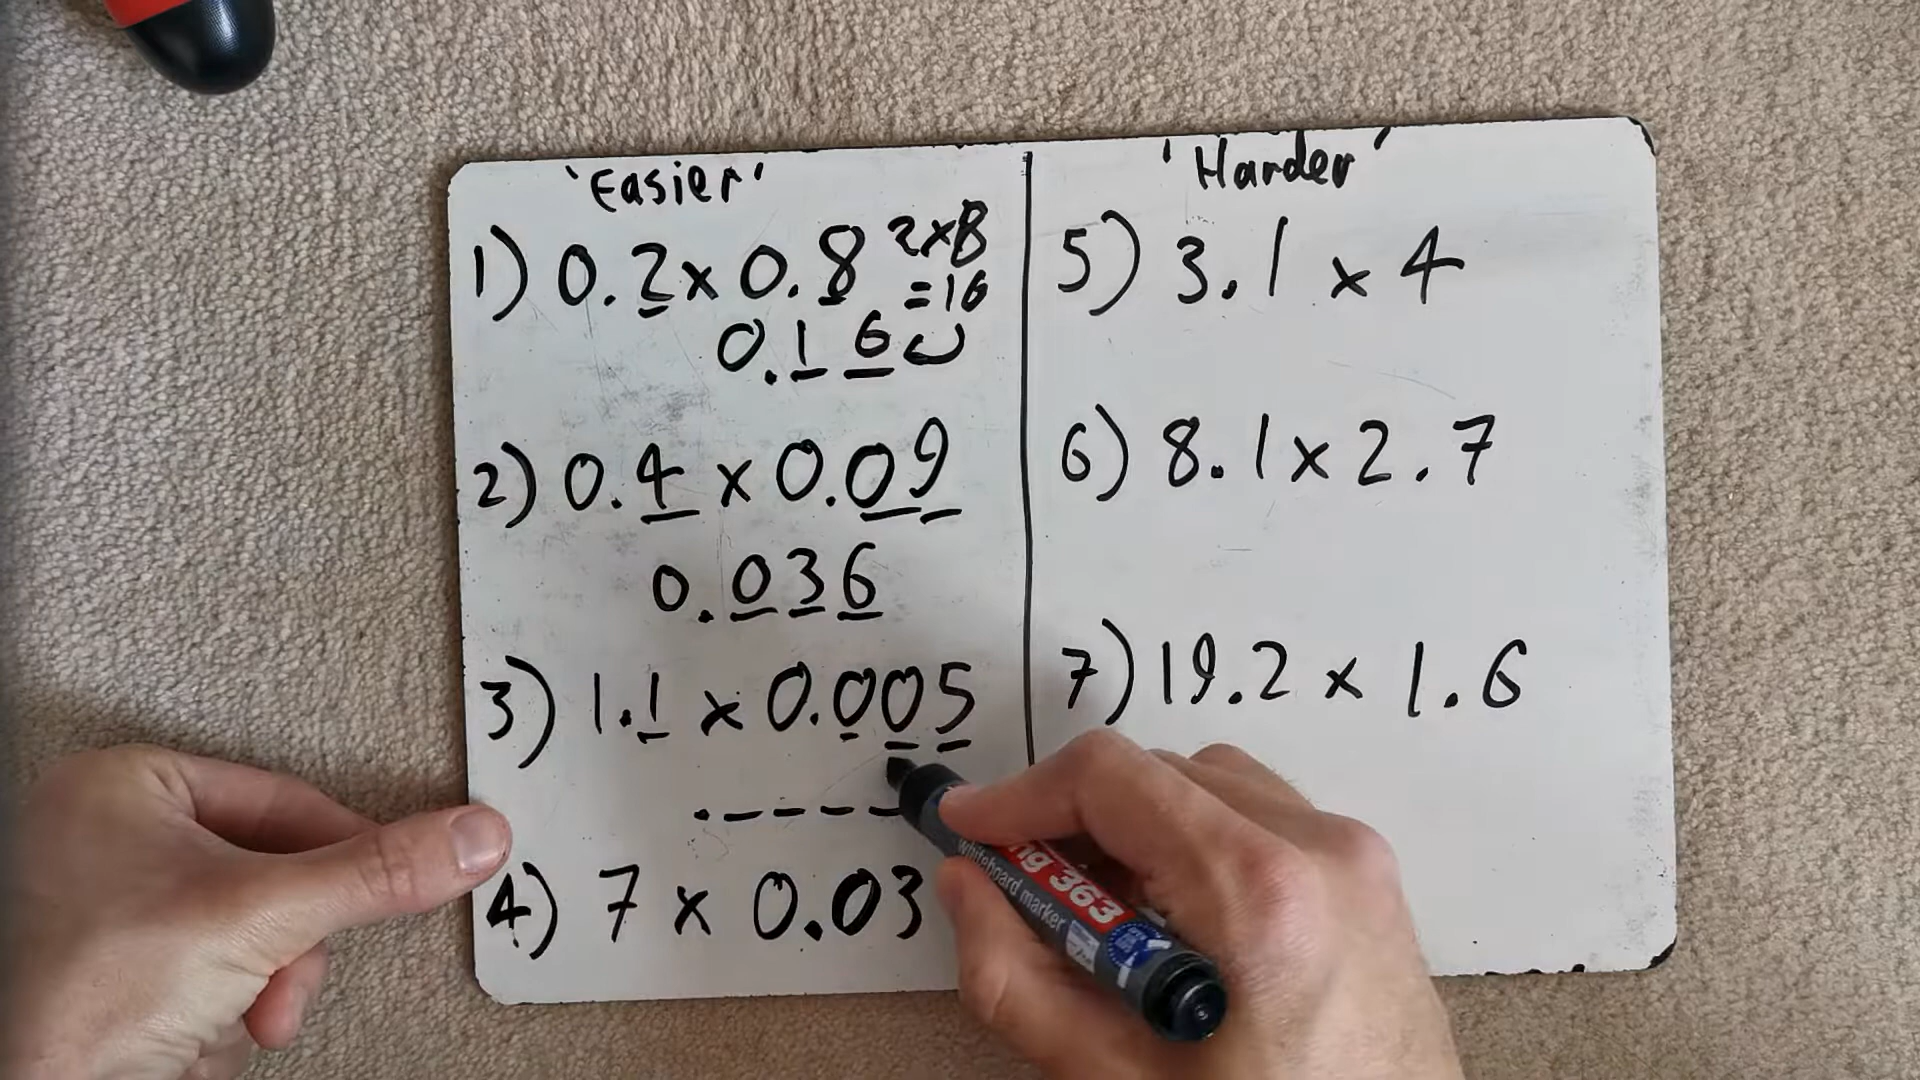 'Easier'
1) 0.2 x 0.8
2x8
=16
0.16
2) 0.4 x 0.09
0.036
3) 1.1 x 0.005
. _ _ _ _
4) 7 x 0.03
'Harder'
5) 3.1 x 4
6) 8.1 x 2.7
7) 19.2 x 1.6
363
whiteboard marker